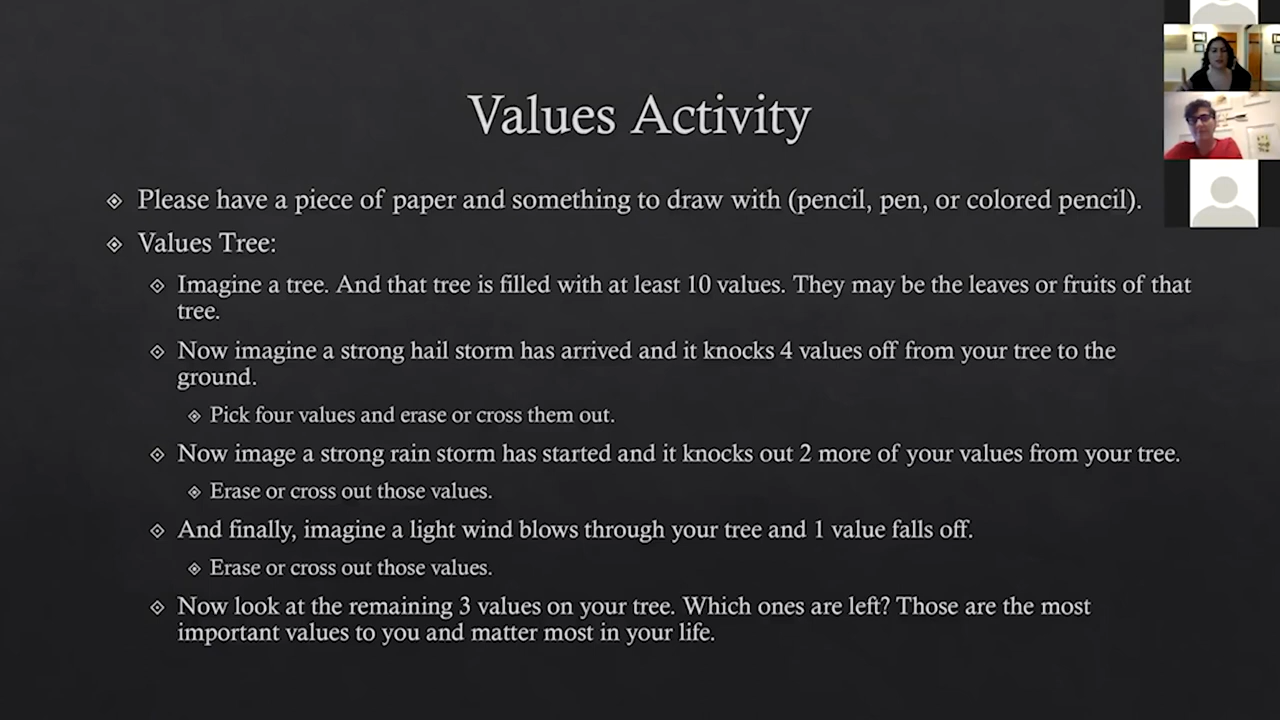 Values Activity
Please have a piece of paper and something to draw with (pencil, pen, or colored pencil).
Values Tree:
Imagine a tree. And that tree is filled with at least 10 values. They may be the leaves or fruits of that
tree.
Now imagine a strong hail storm has arrived and it knocks 4 values off from your tree to the
ground.
Pick four values and erase or cross them out.
Now image a strong rain storm has started and it knocks out 2 more of your values from your tree.
Erase or cross out those values.
And finally, imagine a light wind blows through your tree and 1 value falls off.
Erase or cross out those values.
Now look at the remaining 3 values on your tree. Which ones are left? Those are the most
important values to you and matter most in your life.